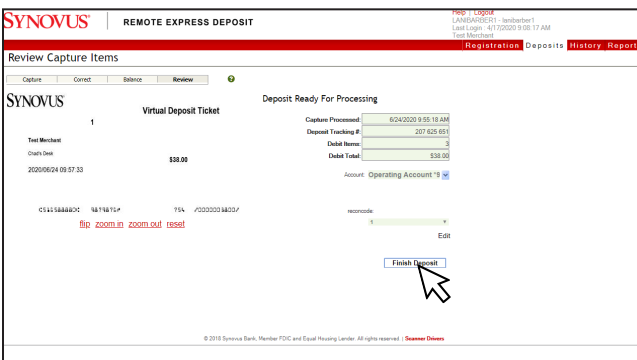 SYNOVUS® REMOTE EXPRESS DEPOSIT
Help | Logout
LANIBARBER1 - lanibarber1
Last Login : 4/17/2020 9:08:17 AM
Test Merchant
Registration Deposits History Report
Review Capture Items
Capture Correct Balance Review ?
SYNOVUS®
Virtual Deposit Ticket
1
Test Merchant
Chad's Desk
$38.00
2020/06/24 09:57:33
flip zoom in zoom out reset
Deposit Ready For Processing
Capture Processed: 6/24/2020 9:55:18 AM
Deposit Tracking #: 207 625 651
Debit Items: 3
Debit Total: $38.00
Account: Operating Account *9
reconcode:
1
Edit
Finish Deposit
© 2018 Synovus Bank, Member FDIC and Equal Housing Lender. All rights reserved. | Scanner Drivers